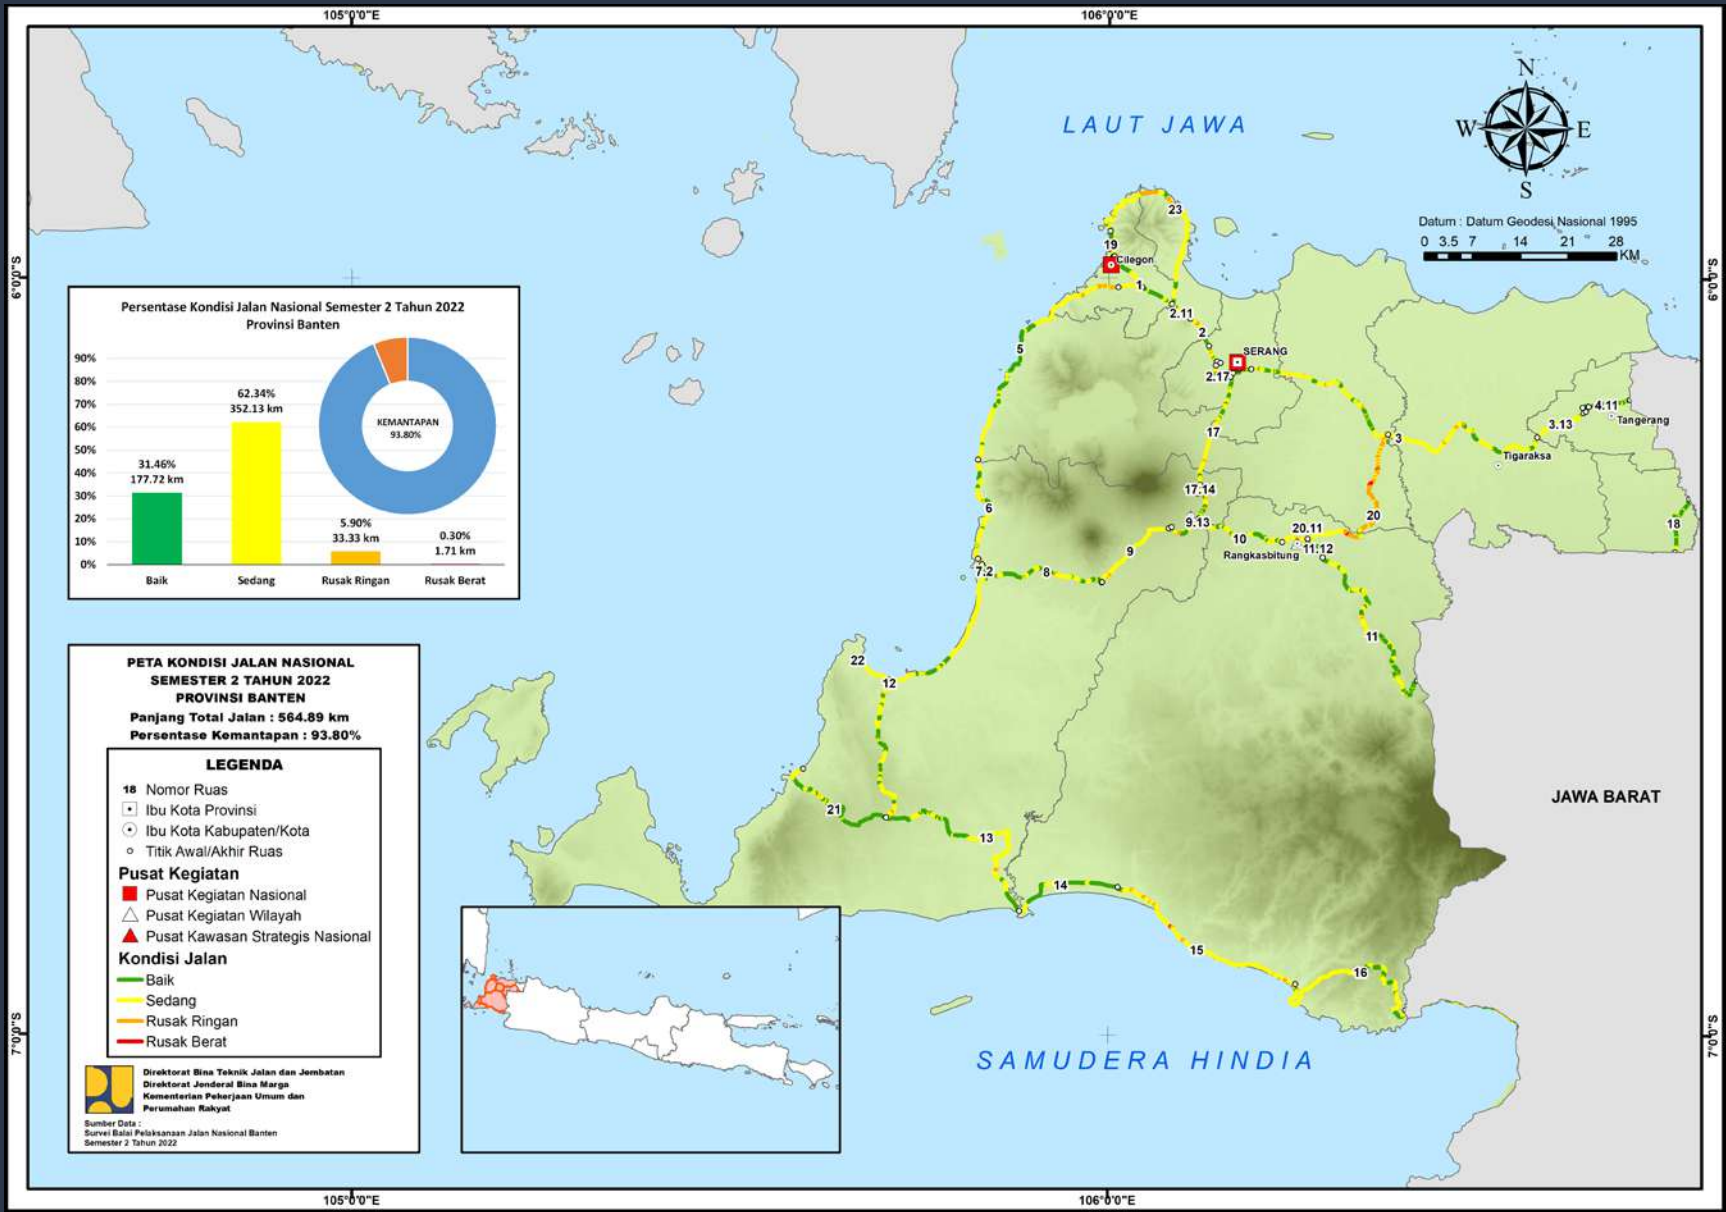 105°0'0"E
106°0'0"E
6°0'0"S
6°0'0"S
7°0'0"S
7°0'0"S
105°0'0"E
106°0'0"E
LAUT JAWA
N
W
E
S
Datum : Datum Geodesi Nasional 1995
0 3.5 7 14 21 28
KM
Persentase Kondisi Jalan Nasional Semester 2 Tahun 2022
Provinsi Banten
90%
80%
70%
60%
50%
40%
30%
20%
10%
0%
31.46%
177.72 km
62.34%
352.13 km
5.90%
33.33 km
0.30%
1.71 km
KEMANTAPAN
93.80%
Baik
Sedang
Rusak Ringan
Rusak Berat
23
19
Cilegon
1
2.11
2
5
SERANG
2.17
17
3
3.13
4.11
Tangerang
Tigaraksa
6
17.14
9.13
20
18
20.11
10
11.12
Rangkasbitung
9
7.2
8
11
22
12
21
13
14
15
16
JAWA BARAT
SAMUDERA HINDIA
PETA KONDISI JALAN NASIONAL
SEMESTER 2 TAHUN 2022
PROVINSI BANTEN
Panjang Total Jalan : 564.89 km
Persentase Kemantapan : 93.80%
LEGENDA
18 Nomor Ruas
Ibu Kota Provinsi
Ibu Kota Kabupaten/Kota
Titik Awal/Akhir Ruas
Pusat Kegiatan
Pusat Kegiatan Nasional
Pusat Kegiatan Wilayah
Pusat Kawasan Strategis Nasional
Kondisi Jalan
Baik
Sedang
Rusak Ringan
Rusak Berat
Direktorat Bina Teknik Jalan dan Jembatan
Direktorat Jenderal Bina Marga
Kementerian Pekerjaan Umum dan
Perumahan Rakyat
Sumber Data :
Survei Balai Pelaksanaan Jalan Nasional Banten
Semester 2 Tahun 2022